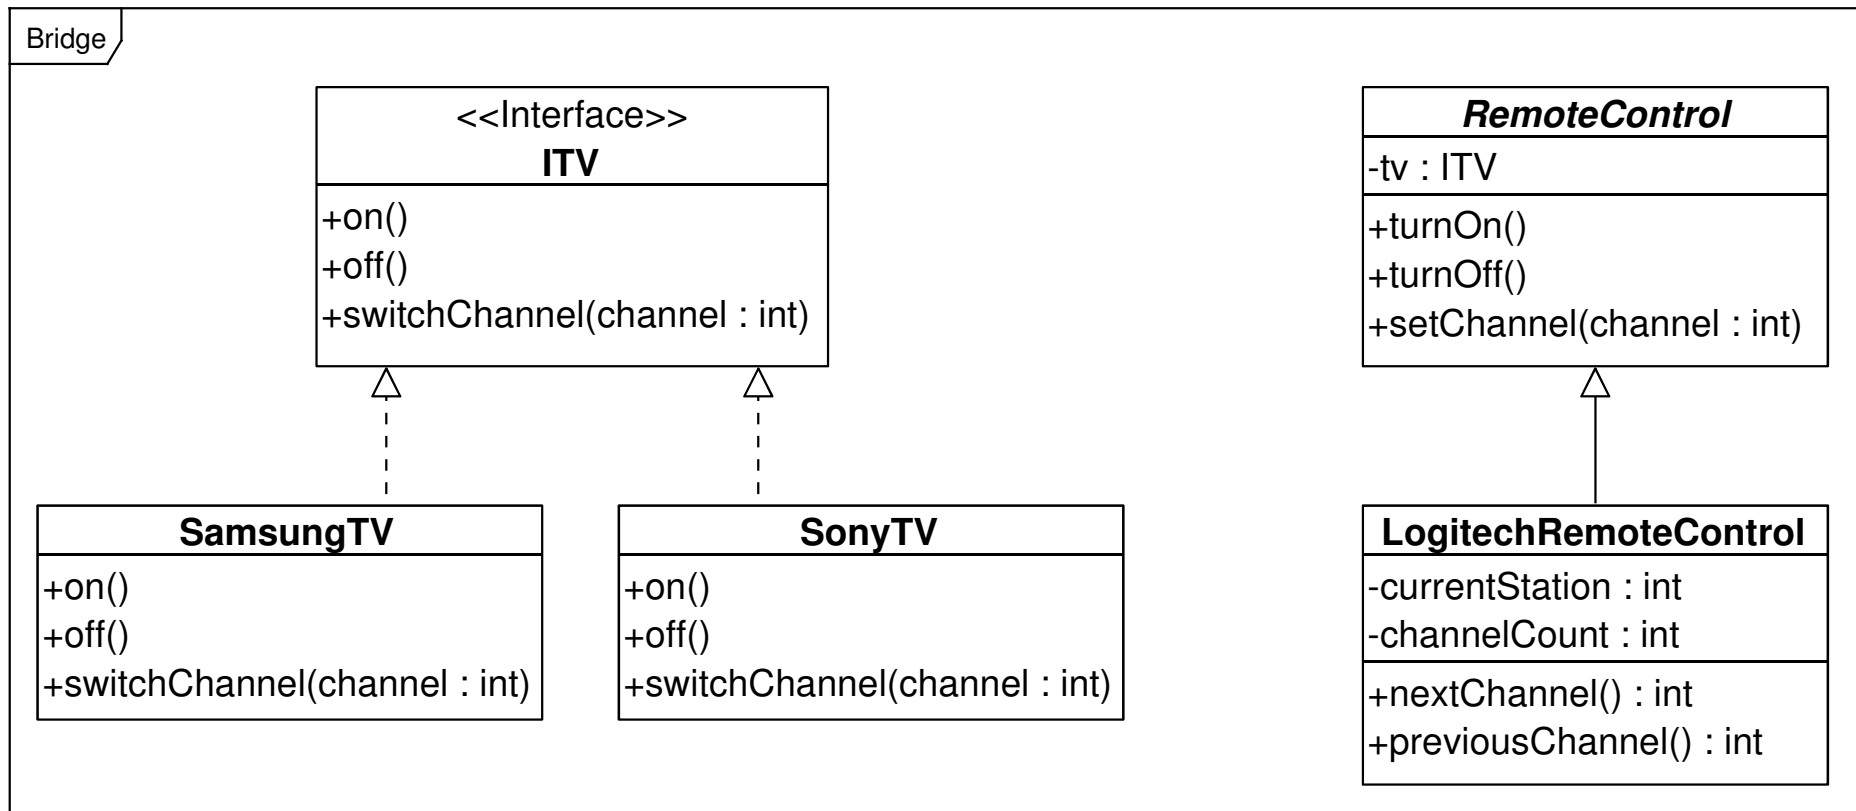 Bridge
<<Interface>>
ITV
+on()
+off()
+switchChannel(channel : int)
RemoteControl
-tv : ITV
+turnOn()
+turnOff()
+setChannel(channel : int)
SamsungTV
+on()
+off()
+switchChannel(channel : int)
SonyTV
+on()
+off()
+switchChannel(channel : int)
LogitechRemoteControl
-currentStation : int
-channelCount : int
+nextChannel() : int
+previousChannel() : int